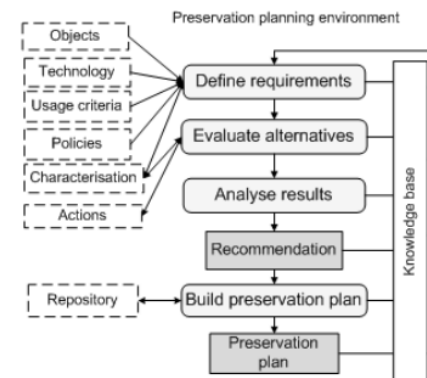 Preservation planning environment
Objects
Technology
Usage criteria
Policies
Characterisation
Actions
Repository
Define requirements
Evaluate alternatives
Analyse results
Recommendation
Build preservation plan
Preservation
plan
Knowledge base